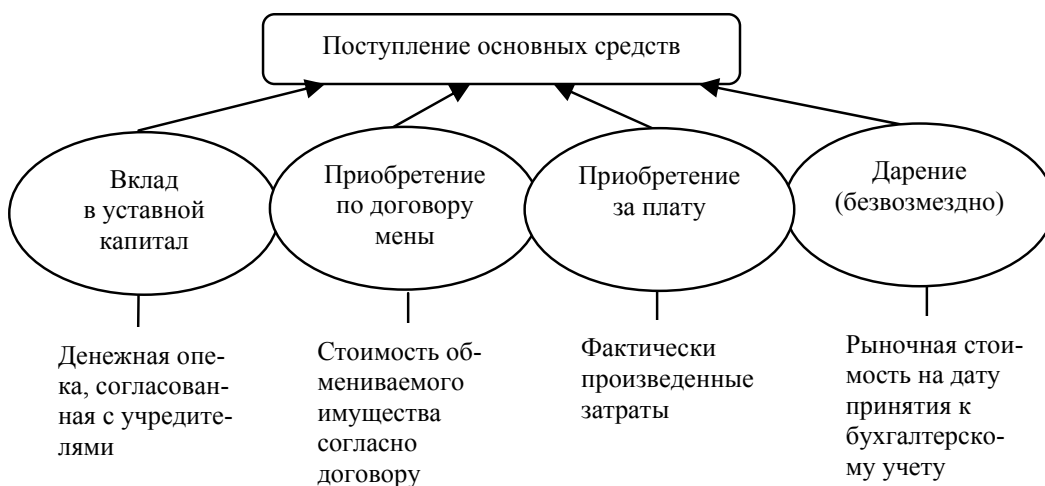 Поступление основных средств
Вклад
в уставной
капитал
Приобретение
по договору
мены
Приобретение
за плату
Дарение
(безвозмездно)
Денежная опе-
ка, согласован-
ная с учредите-
лями
Стоимость об-
мениваемого
имущества
согласно
договору
Фактически
произведенные
затраты
Рыночная стои-
мость на дату
принятия к
бухгалтерско-
му учету